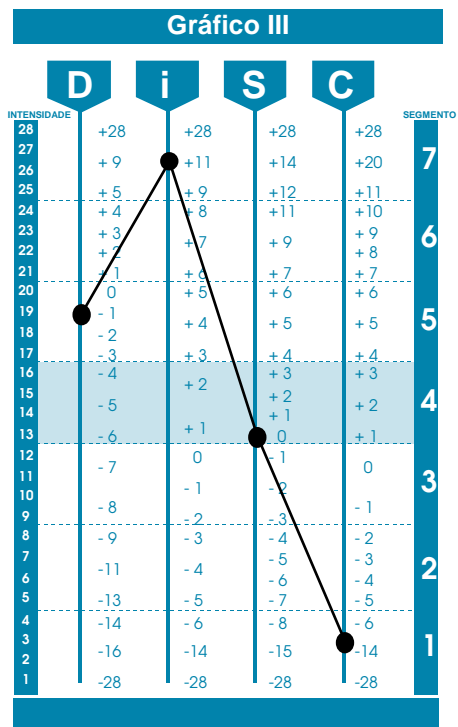 Gráfico III
D i S C
INTENSIDADE SEGMENTO
28 +28 +28 +28 +28
27
26 + 9 +11 +14 +20 7
25 + 5 + 9 +12 +11
24 + 4 + 8 +11 +10
23 + 3 + 9
22 + 2 + 7 + 9 + 8 6
21 + 1 + 6 + 7 + 7
20 0 + 5 + 6 + 6
19 - 1 + 4 + 5 + 5 5
18 - 2
17 - 3 + 3 + 4 + 4
16 - 4 + 2 + 3 + 3
15 + 2
14 - 5 + 1 + 2 4
13 - 6 + 1 0 + 1
12 - 7 0 - 1 0
11
10 - 1 - 2 3
9 - 8 - 2 - 3 - 1
8 - 9 - 3 - 4 - 2
7 - 5 - 3
6 -11 - 4 - 6 - 4 2
5 -13 - 5 - 7 - 5
4 -14 - 6 - 8 - 6
3
2 -16 -14 -15 -14 1
1 -28 -28 -28 -28